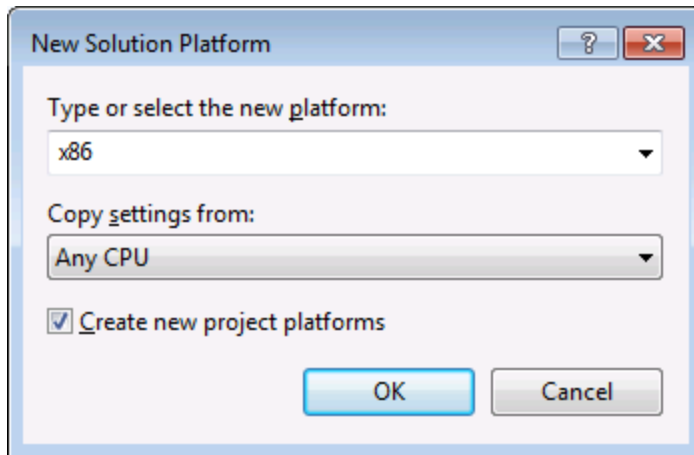 New Solution Platform
?
Type or select the new platform:
x86
Copy settings from:
Any CPU
Create new project platforms
OK Cancel